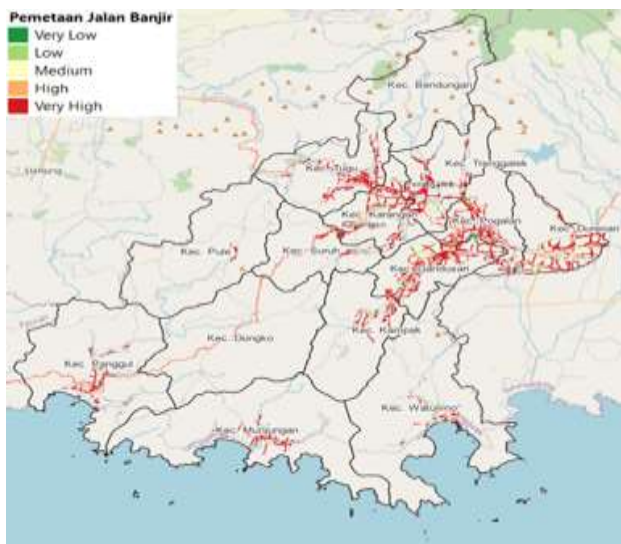 Pemetaan Jalan Banjir
Very Low
Low
Medium
High
Very High
Kec. Bendungan
Kec. Tugu
Kec. Trenggalek
Kec. Karangan
Kec. Pogalan
Kec. Durenan
Kec. Pule
Kec. Suruh
Kec. Gandusari
Kec. Dongko
Kec. Kampak
Kec. Panggul
Kec. Munjungan
Kec. Watulimo